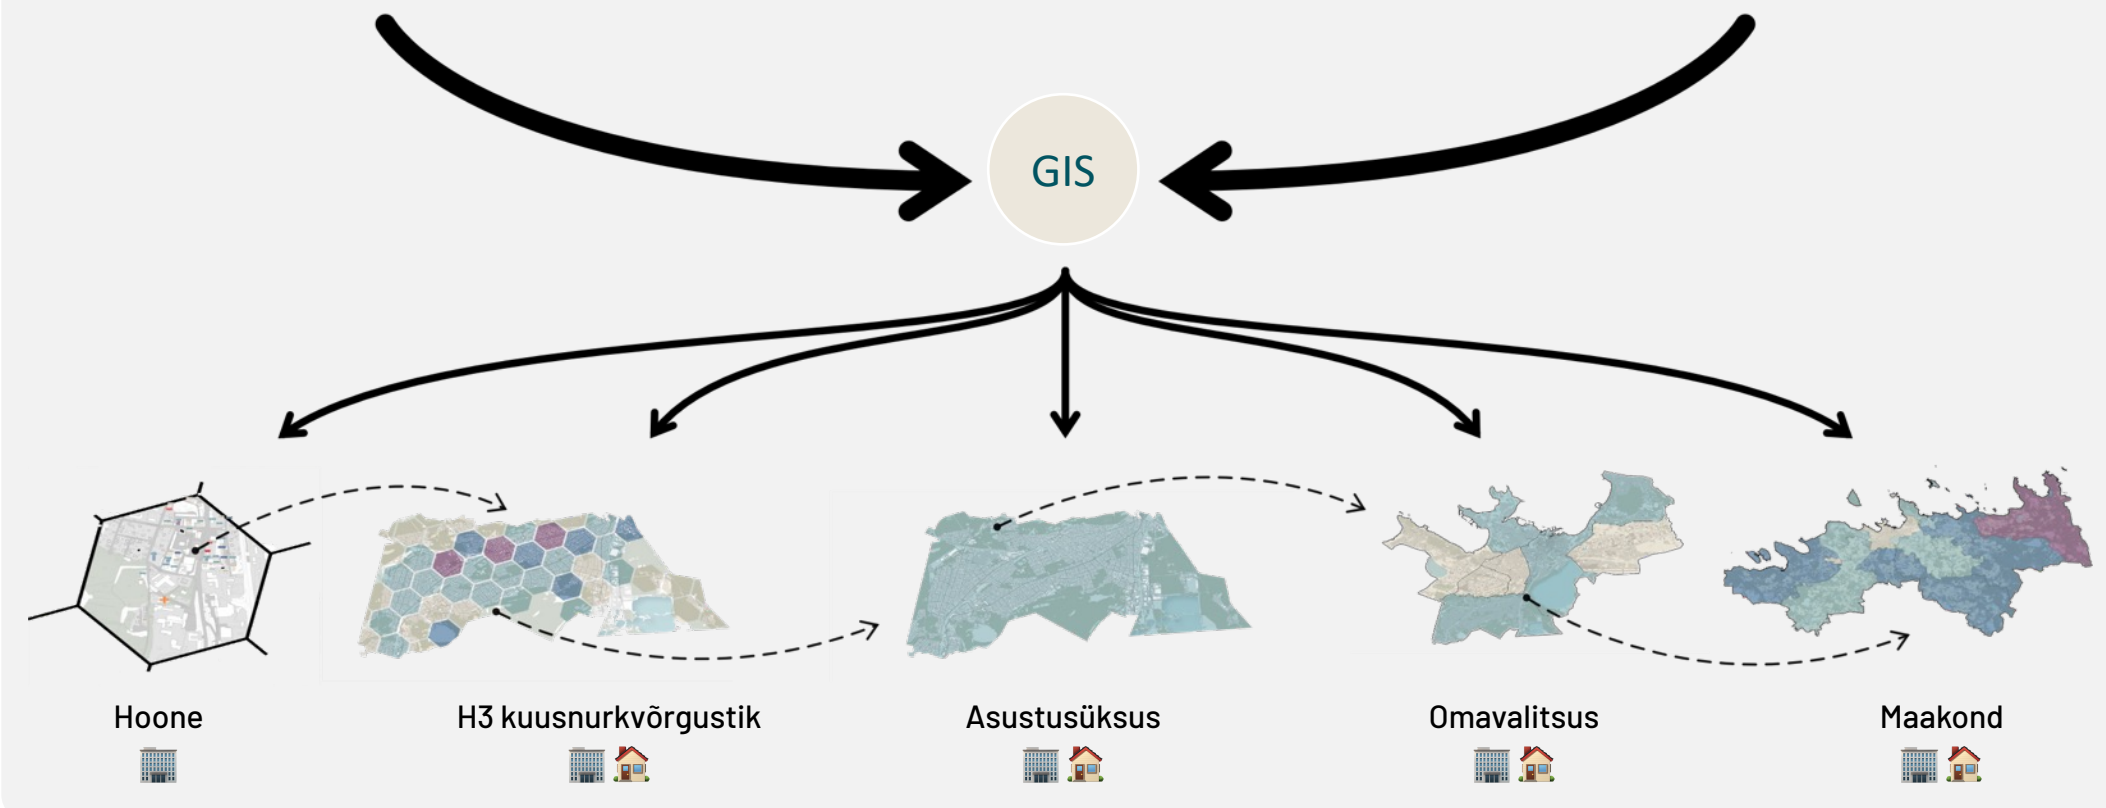 GIS
Hoone
H3 kuusnurkvõrgustik
Asustusüksus
Omavalitsus
Maakond